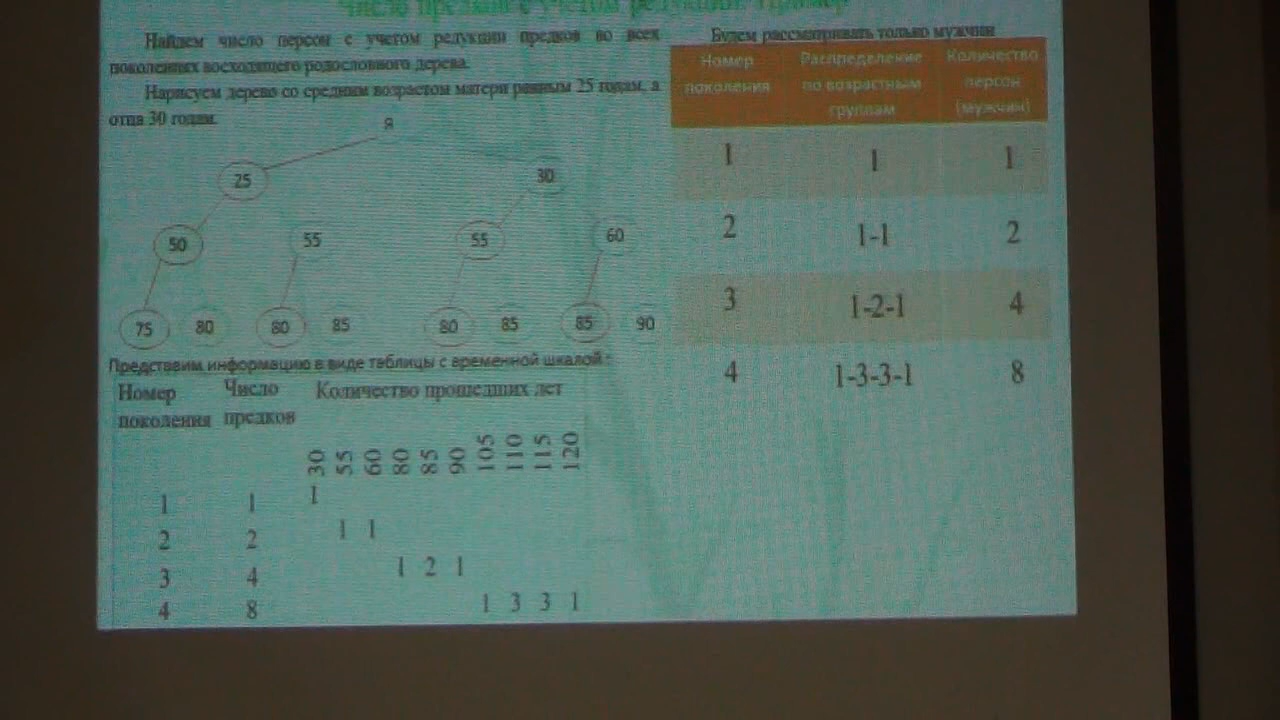 Число предков с учетом редукции. Пример
Найдем число персон с учетом редукции предков во всех
поколениях восходящего родословного дерева.
Нарисуем дерево со средним возрастом матери равным 25 годам, а
отца 30 годам.
Я
25 30
50 55 55 60
75 80 80 85 80 85 85 90
Представим информацию в виде таблицы с временной шкалой :
Номер Число Количество прошедших лет
поколения предков
30 55 60 80 85 90 105 110 115 120
1 1 1
2 2 1 1
3 4 1 2 1
4 8 1 3 3 1
Будем рассматривать только мужчин
Номер Распределение Количество
поколения по возрастным персон
группам (мужчин)
1 1 1
2 1-1 2
3 1-2-1 4
4 1-3-3-1 8